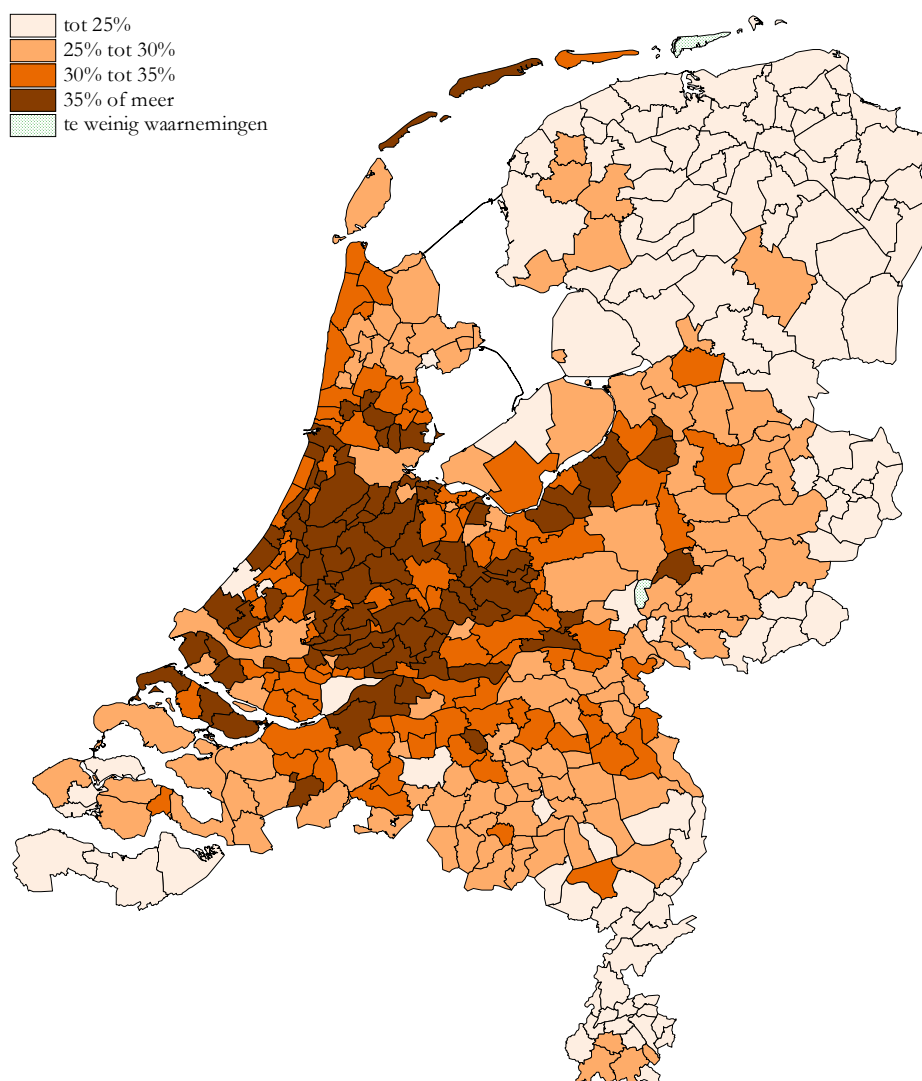 tot 25%
25% tot 30%
30% tot 35%
35% of meer
te weinig waarnemingen